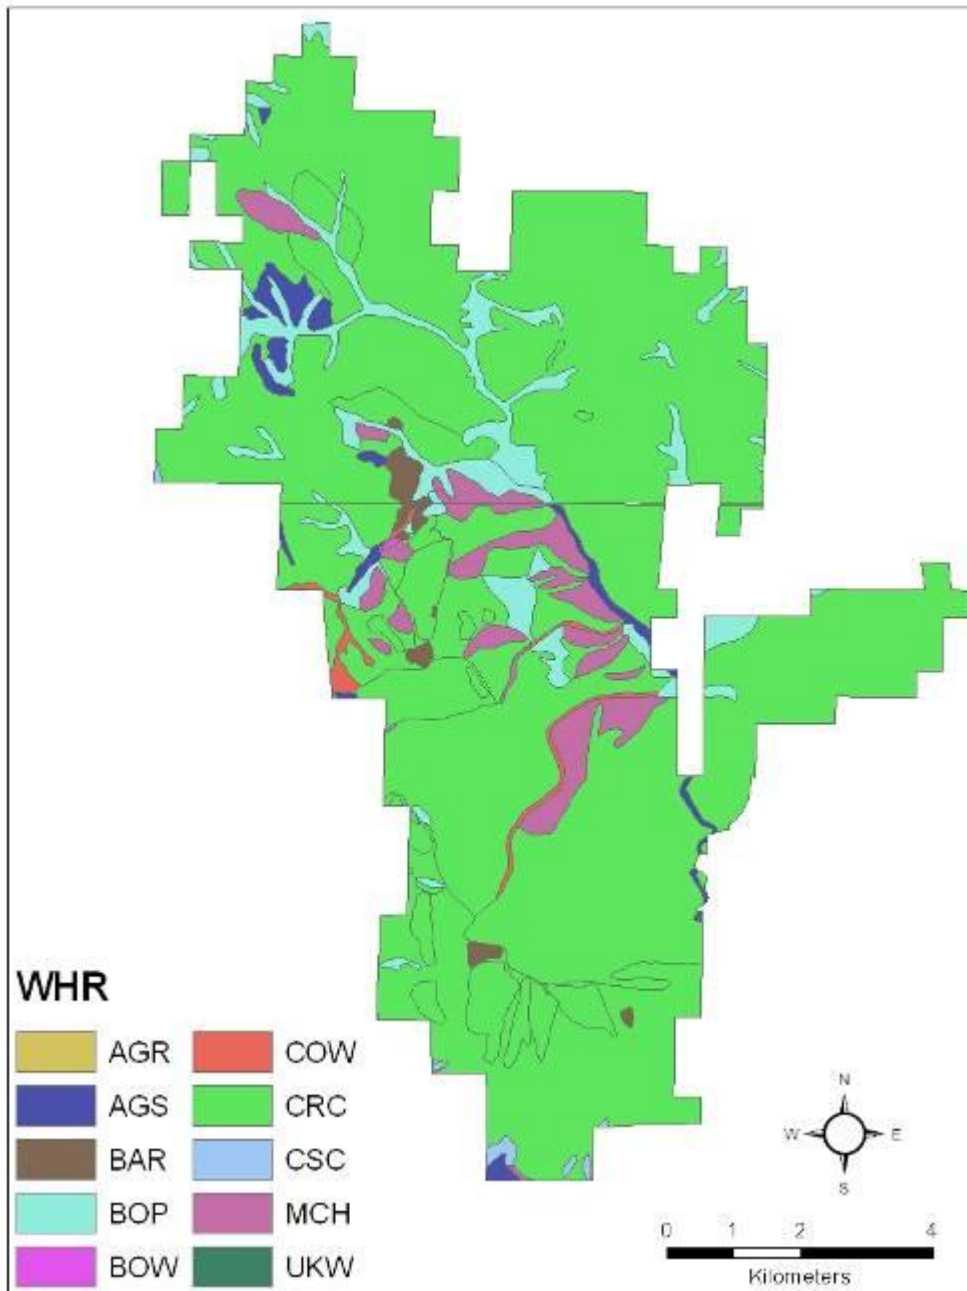 WHR
AGR COW
AGS CRC
BAR CSC
BOP MCH
BOW UKW
N
W E
S
0 1 2 4
Kilometers